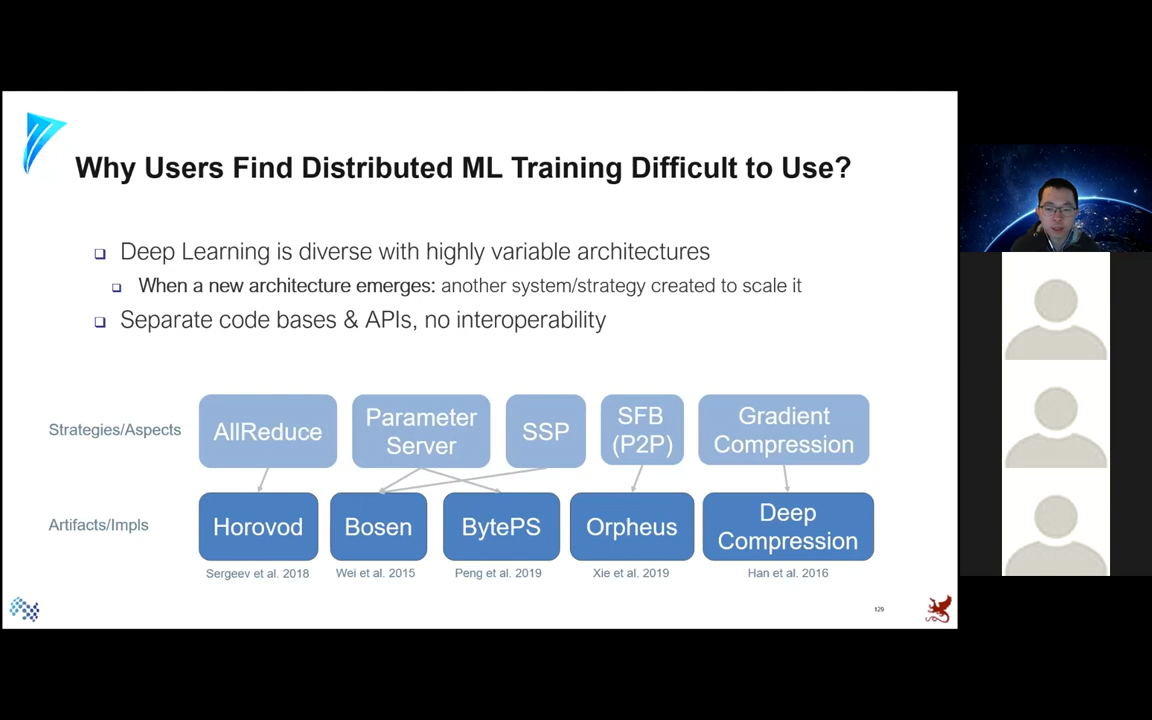 Why Users Find Distributed ML Training Difficult to Use?
Deep Learning is diverse with highly variable architectures
When a new architecture emerges: another system/strategy created to scale it
Separate code bases & APIs, no interoperability
Strategies/Aspects
AllReduce
Parameter
Server
SSP
SFB
(P2P)
Gradient
Compression
Artifacts/Impls
Horovod
Bosen
BytePS
Orpheus
Deep
Compression
Sergeev et al. 2018
Wei et al. 2015
Peng et al. 2019
Xie et al. 2019
Han et al. 2016
129